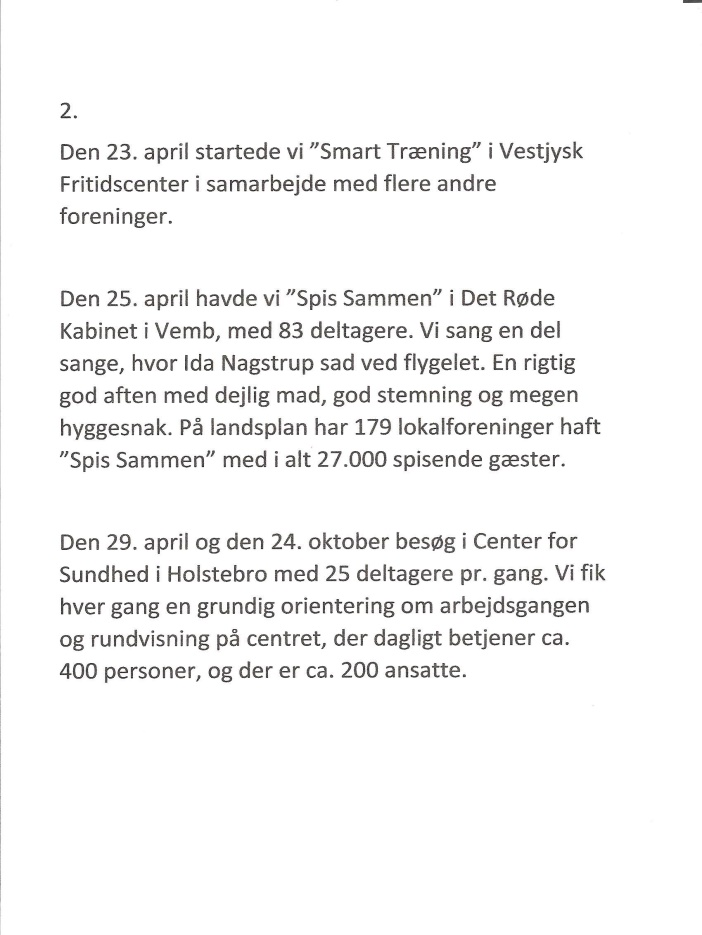 2.
Den 23. april startede vi ”Smart Træning” i Vestjysk
Fritidscenter i samarbejde med flere andre
foreninger.
Den 25. april havde vi ”Spis Sammen” i Det Røde
Kabinet i Vemb, med 83 deltagere. Vi sang en del
sange, hvor Ida Nagstrup sad ved flygelet. En rigtig
god aften med dejlig mad, god stemning og megen
hyggesnak. På landsplan har 179 lokalforeninger haft
”Spis Sammen” med i alt 27.000 spisende gæster.
Den 29. april og den 24. oktober besøg i Center for
Sundhed i Holstebro med 25 deltagere pr. gang. Vi fik
hver gang en grundig orientering om arbejdsgangen
og rundvisning på centret, der dagligt betjener ca.
400 personer, og der er ca. 200 ansatte.